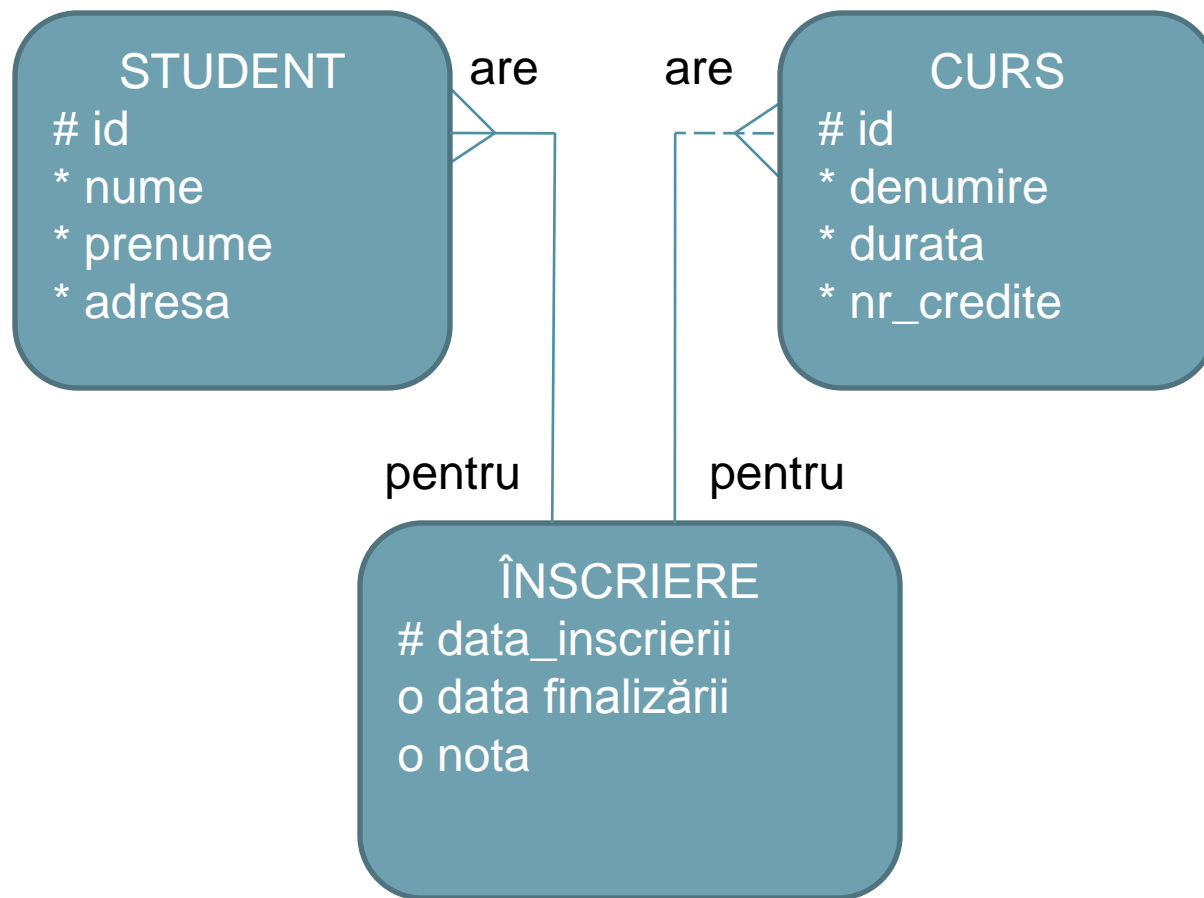 STUDENT
# id
* nume
* prenume
* adresa
are
are
CURS
# id
* denumire
* durata
* nr_credite
pentru
pentru
ÎNSCRIERE
# data_inscrierii
o data finalizării
o nota